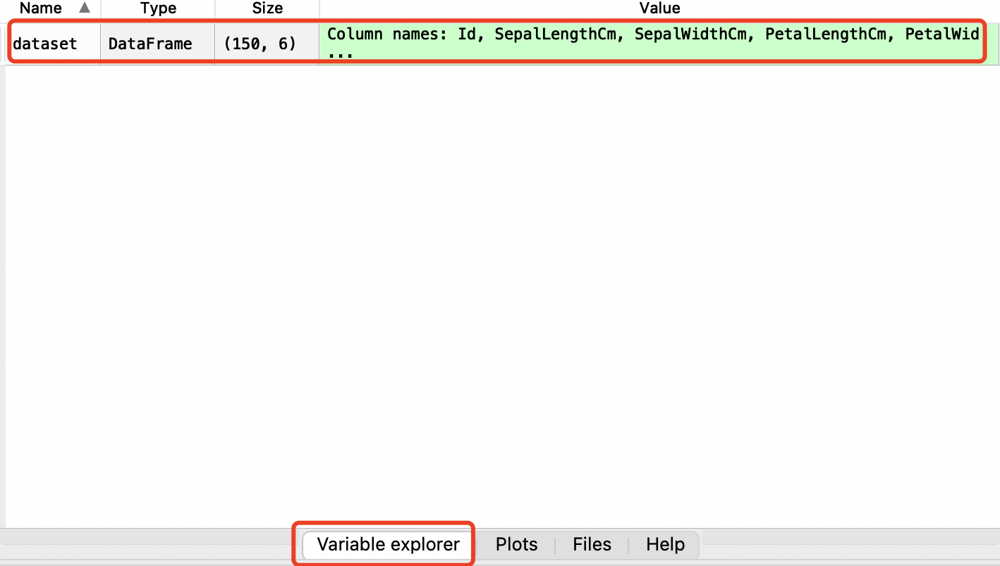 Name ▲ Type Size Value
dataset DataFrame (150, 6) Column names: Id, SepalLengthCm, SepalWidthCm, PetalLengthCm, PetalWid
...
Variable explorer Plots Files Help